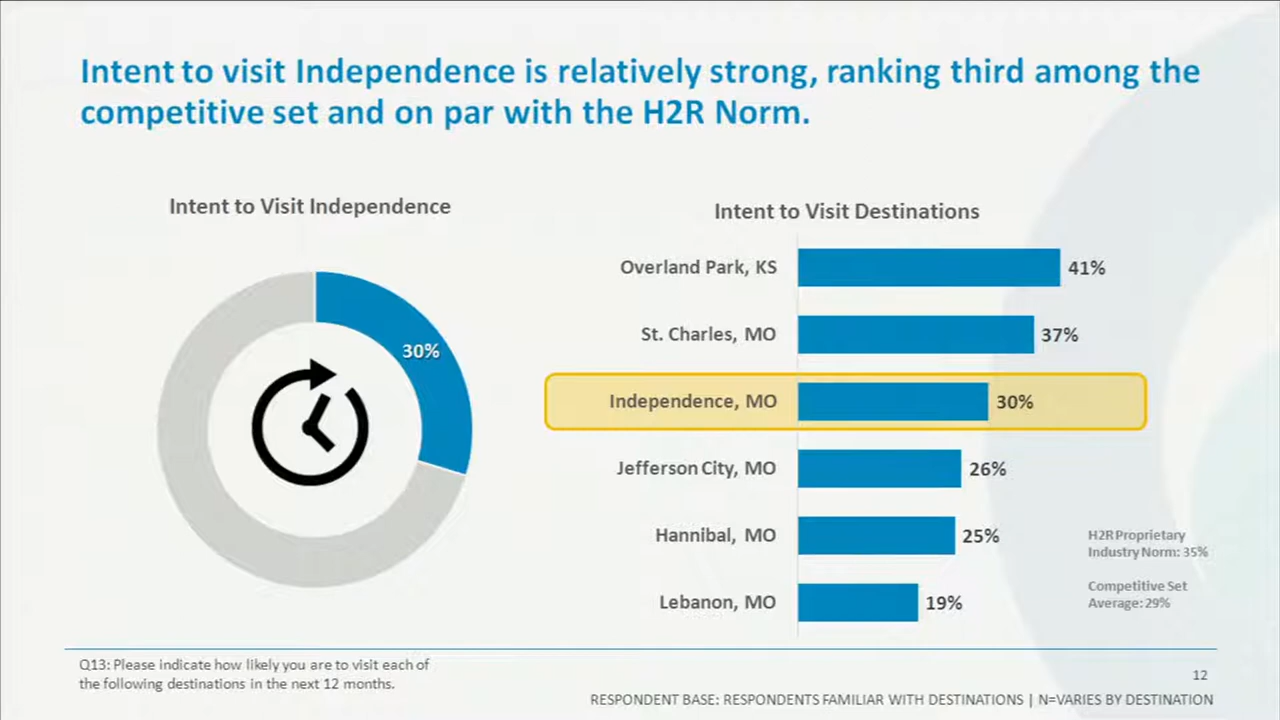 Intent to visit Independence is relatively strong, ranking third among the
competitive set and on par with the H2R Norm.
Intent to Visit Independence
30%
Intent to Visit Destinations
Overland Park, KS 41%
St. Charles, MO 37%
Independence, MO 30%
Jefferson City, MO 26%
Hannibal, MO 25%
Lebanon, MO 19%
H2R Proprietary
Industry Norm: 35%
Competitive Set
Average: 29%
Q13: Please indicate how likely you are to visit each of
the following destinations in the next 12 months.
12
RESPONDENT BASE: RESPONDENTS FAMILIAR WITH DESTINATIONS | N=VARIES BY DESTINATION